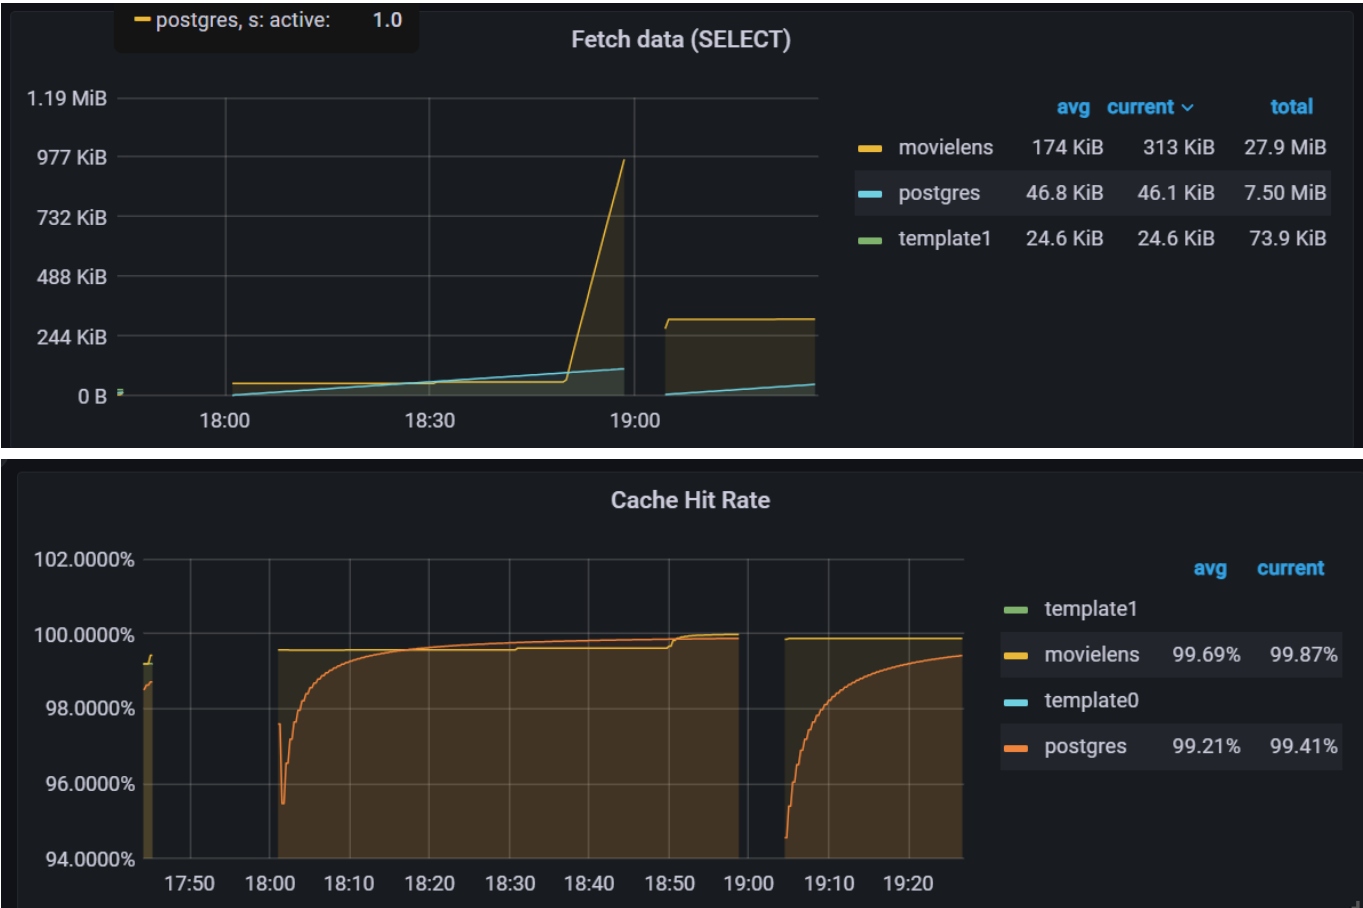 postgres, s: active: 1.0
Fetch data (SELECT)
1.19 MiB
977 KiB
732 KiB
488 KiB
244 KiB
0 B
18:00 18:30 19:00
avg current total
movielens 174 KiB 313 KiB 27.9 MiB
postgres 46.8 KiB 46.1 KiB 7.50 MiB
template1 24.6 KiB 24.6 KiB 73.9 KiB
Cache Hit Rate
102.0000%
100.0000%
98.0000%
96.0000%
94.0000%
17:50 18:00 18:10 18:20 18:30 18:40 18:50 19:00 19:10 19:20
avg current
template1
movielens 99.69% 99.87%
template0
postgres 99.21% 99.41%